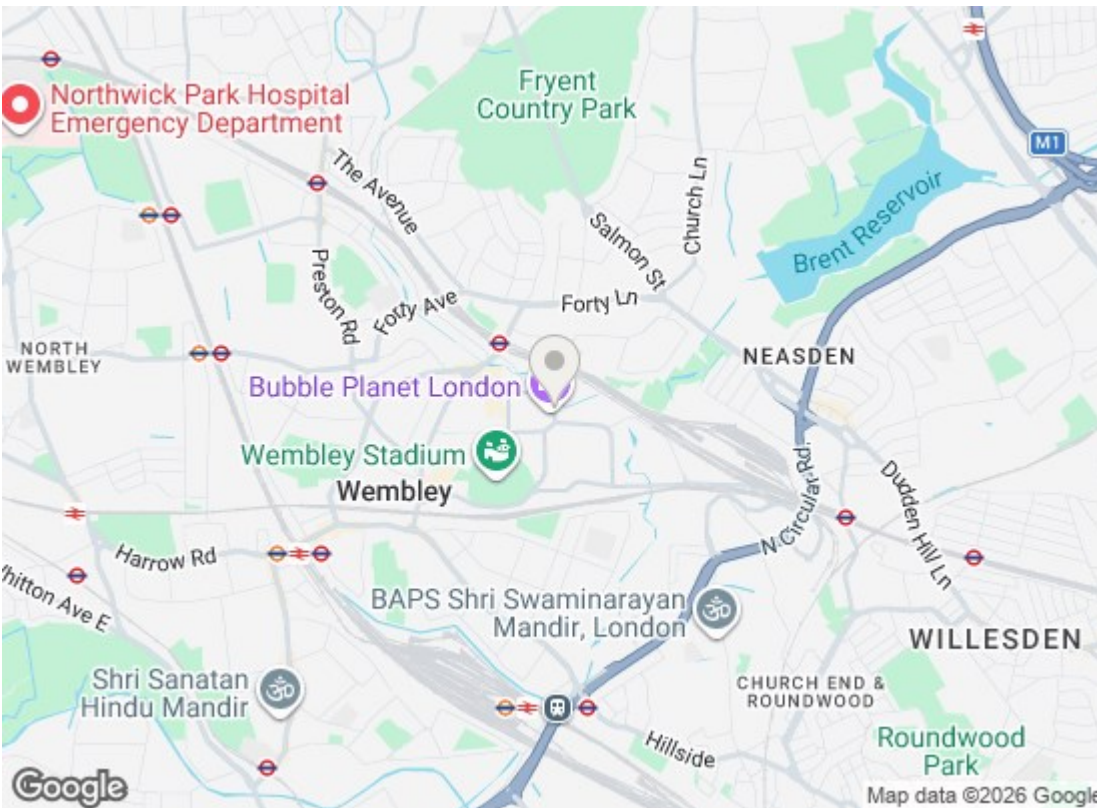 Fryent
Country Park
Northwick Park Hospital
Emergency Department
M1
The Avenue
Church Ln
Brent Reservoir
Salmon St
Preston Rd
Forty Ave
Forty Ln
NORTH
WEMBLEY
NEASDEN
Bubble Planet London
Wembley Stadium
Wembley
N Circular Rd.
Dudden Hill Ln
Harrow Rd
Whitton Ave E
BAPS Shri Swaminarayan
Mandir, London
WILLESDEN
Shri Sanatan
Hindu Mandir
CHURCH END &
ROUNDWOOD
Hillside
Roundwood
Park
Google
Map data ©2026 Google